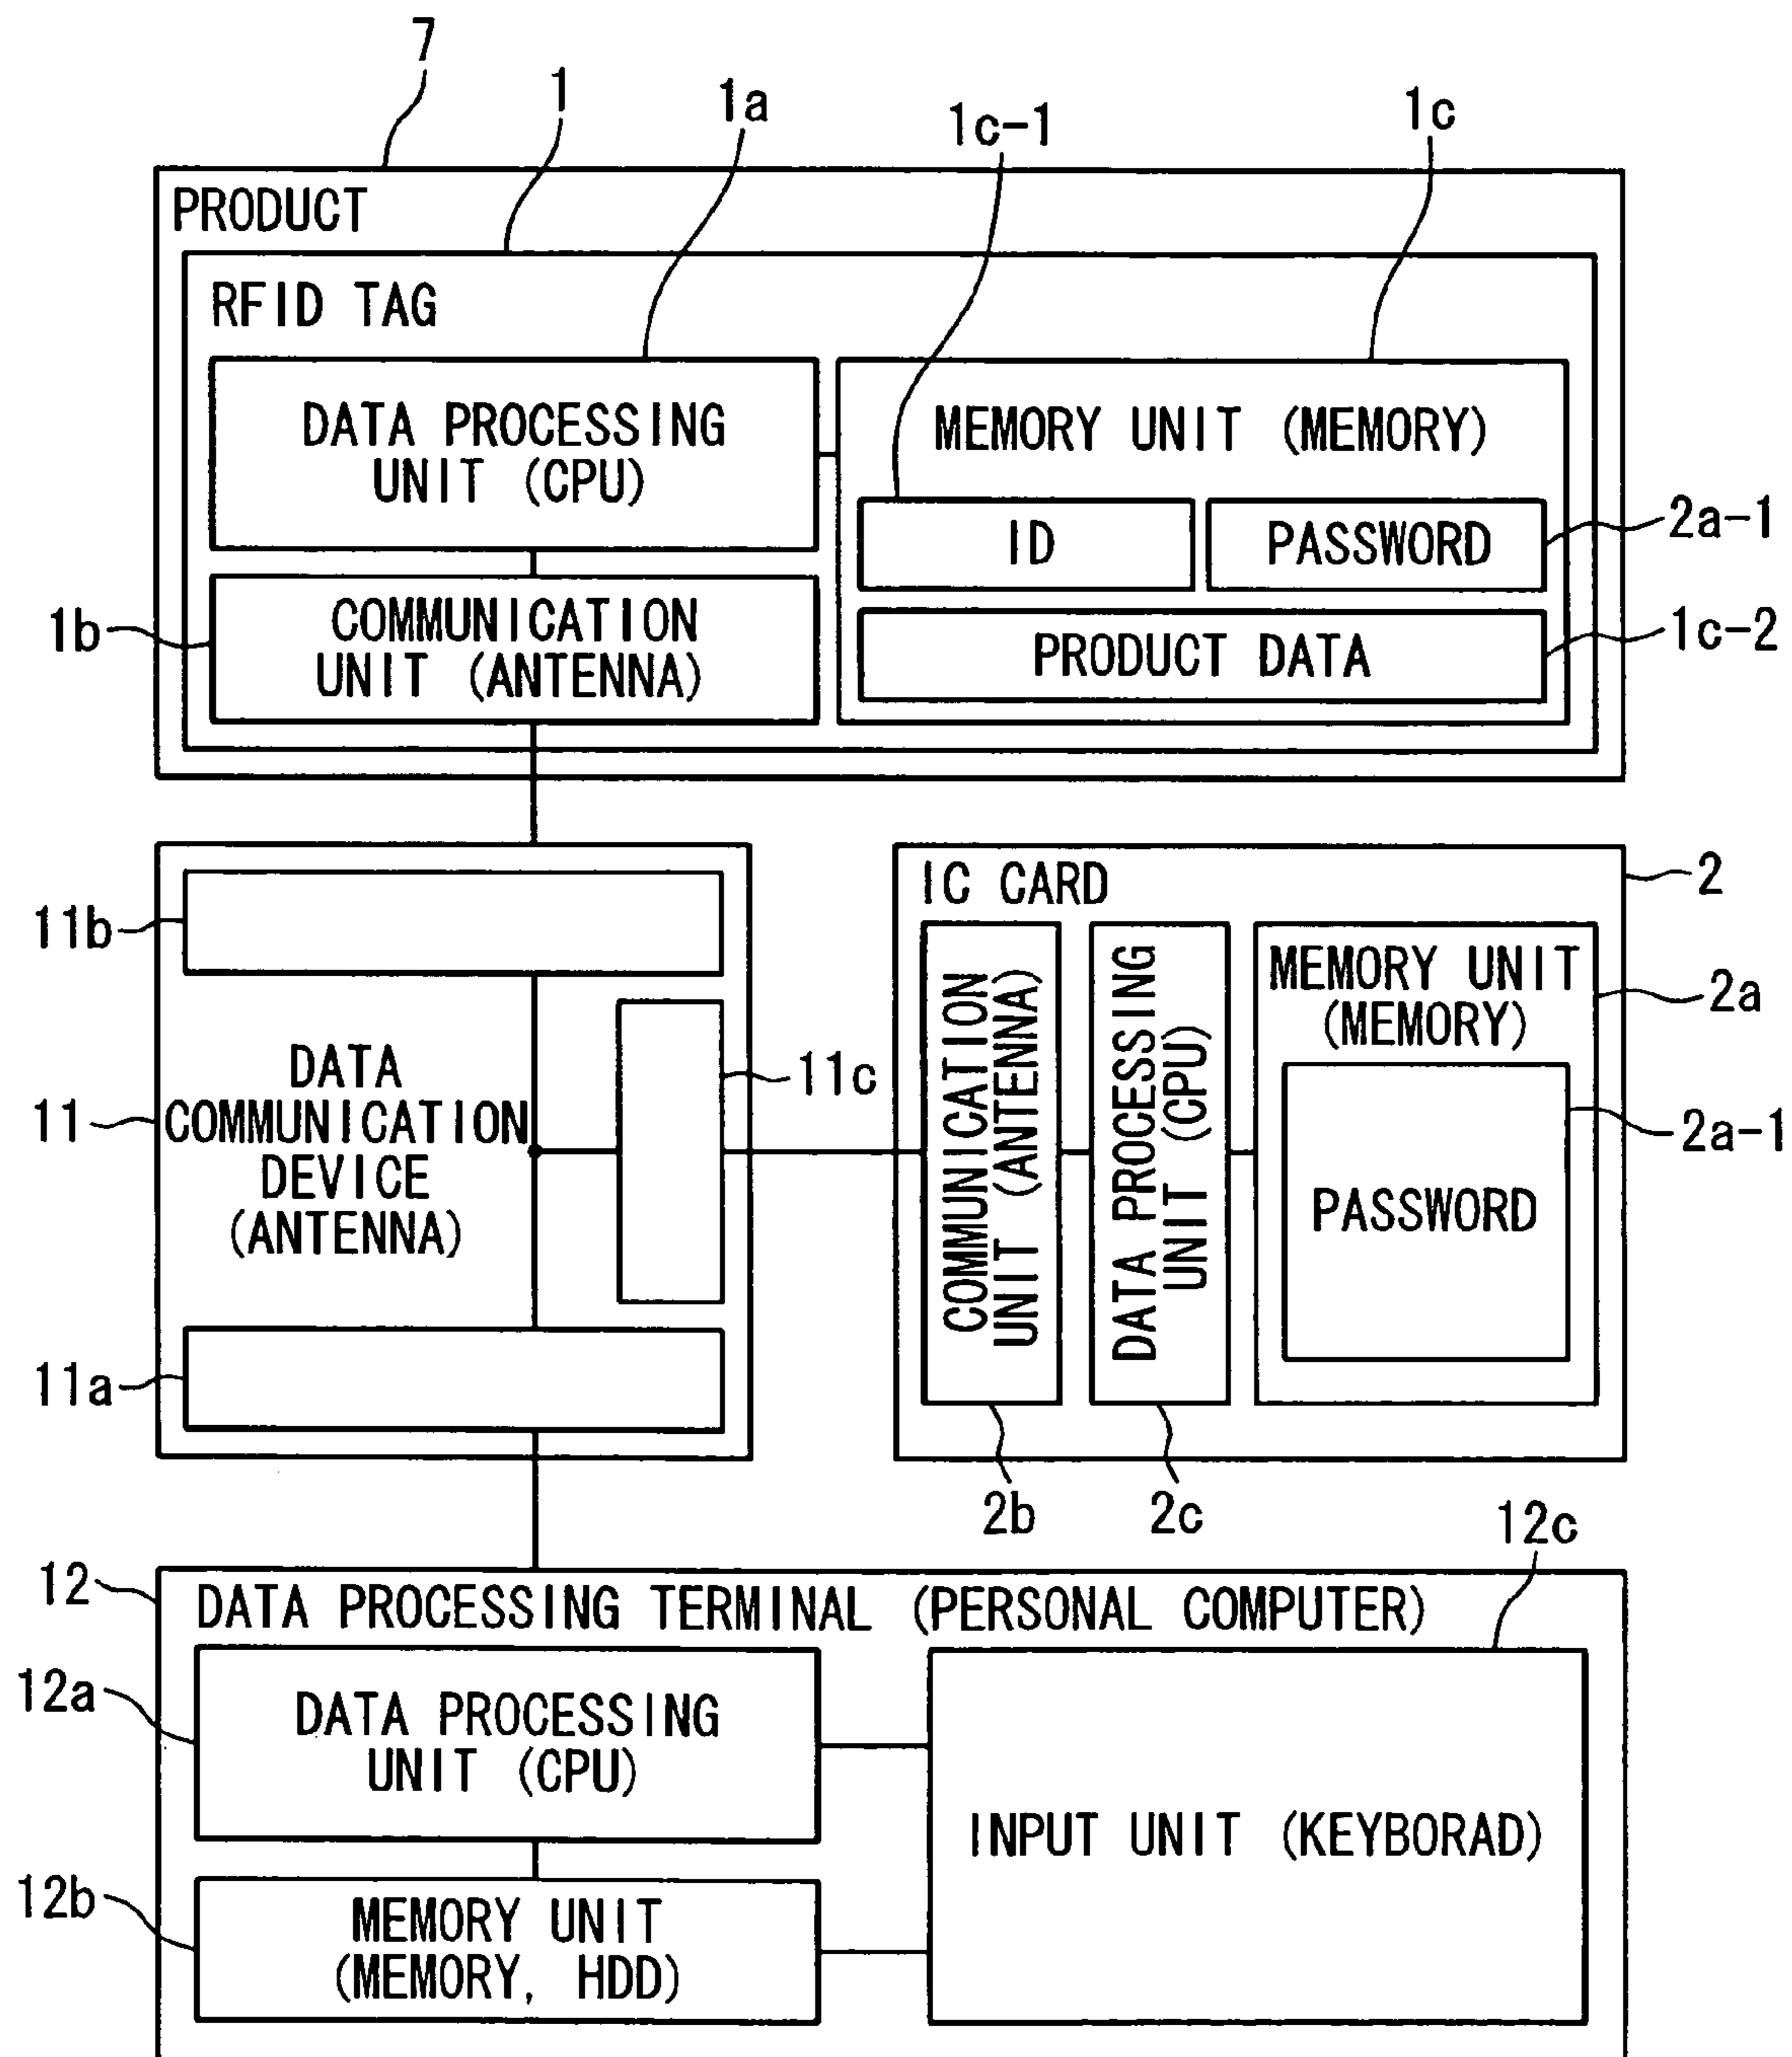 7
1
1a
1c-1
1c
PRODUCT
RFID TAG
DATA PROCESSING
UNIT (CPU)
MEMORY UNIT (MEMORY)
ID
PASSWORD
2a-1
1b
COMMUNICATION
UNIT (ANTENNA)
PRODUCT DATA
1c-2
11b
11
DATA
COMMUNICATION
DEVICE
(ANTENNA)
11c
11a
IC CARD
2
COMMUNICATION
UNIT (ANTENNA)
DATA PROCESSING
UNIT (CPU)
MEMORY UNIT
(MEMORY)
2a
PASSWORD
2a-1
2b
2c
12
DATA PROCESSING TERMINAL (PERSONAL COMPUTER)
12c
12a
DATA PROCESSING
UNIT (CPU)
INPUT UNIT (KEYBORAD)
12b
MEMORY UNIT
(MEMORY, HDD)